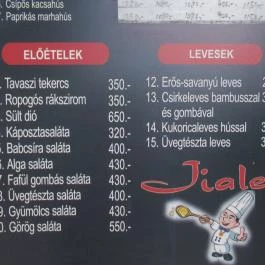 Csípős kacsahús
Paprikás marhahús
ELŐÉTELEK
Tavaszi tekercs 350.-
Ropogós rákszirom 350.-
Sült dió 650.-
Káposztasaláta 320.-
Babcsíra saláta 400.-
Alga saláta 430.-
Fafül gombás saláta 430.-
Üvegtészta saláta 400.-
Gyümölcs saláta 430.-
Görög saláta 550.-
LEVESEK
12. Erős-savanyú leves
13. Csirkeleves bambusszal
és gombával
14. Kukoricaleves hússal
15. Üvegtészta leves
Jiale